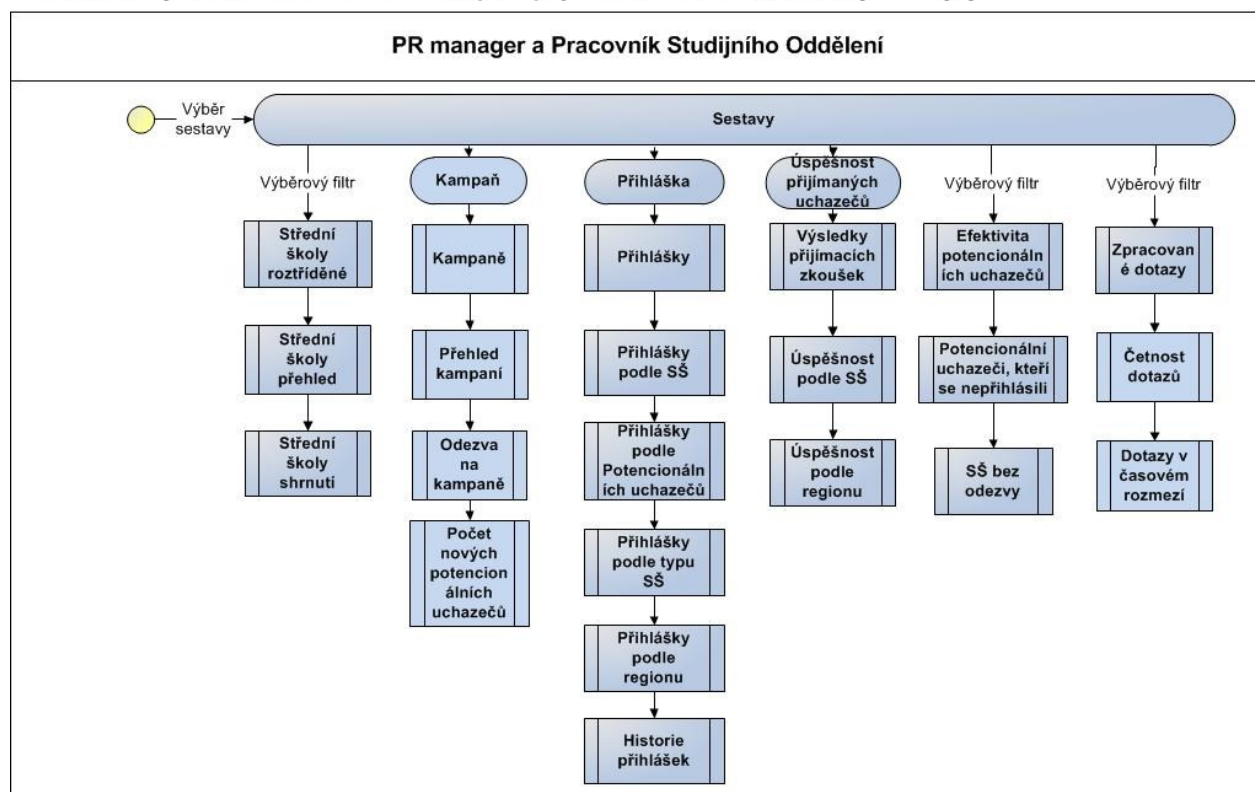 PR manager a Pracovník Studijního Oddělení
Výběr
sestavy
Sestavy
Výběrový filtr
Střední
školy
roztříděné
Střední
školy
přehled
Střední
školy
shrnutí
Kampaň
Kampaně
Přehled
kampaní
Odezva
na
kampaně
Počet
nových
potencion
álních
uchazečů
Přihláška
Přihlášky
Přihlášky
podle SŠ
Přihlášky
podle
Potencionáln
ích uchazečů
Přihlášky
podle typu
SŠ
Přihlášky
podle
regionu
Historie
přihlášek
Úspěšnost
přijímaných
uchazečů
Výsledky
přijímacích
zkoušek
Úspěšnost
podle SŠ
Úspěšnost
podle
regionu
Výběrový filtr
Efektivita
potencionáln
ích uchazečů
Potencionální
uchazeči, kteří
se nepřihlásili
SŠ bez
odezvy
Výběrový filtr
Zpracovan
é dotazy
Četnost
dotazů
Dotazy v
časovém
rozmezí